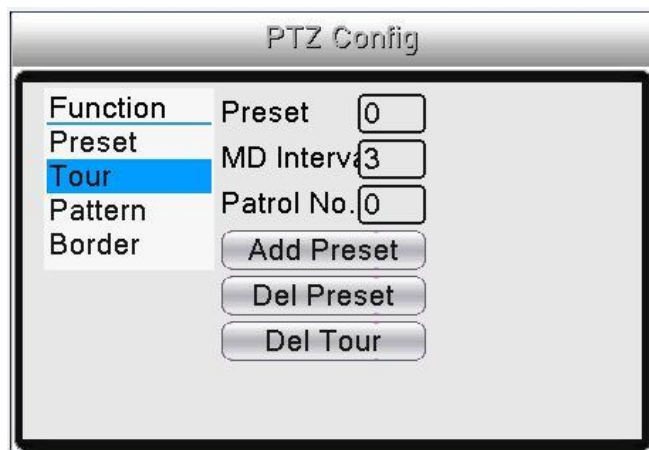 PTZ Config
Function
Preset
Tour
Pattern
Border
Preset 0
MD Interva 3
Patrol No. 0
Add Preset
Del Preset
Del Tour